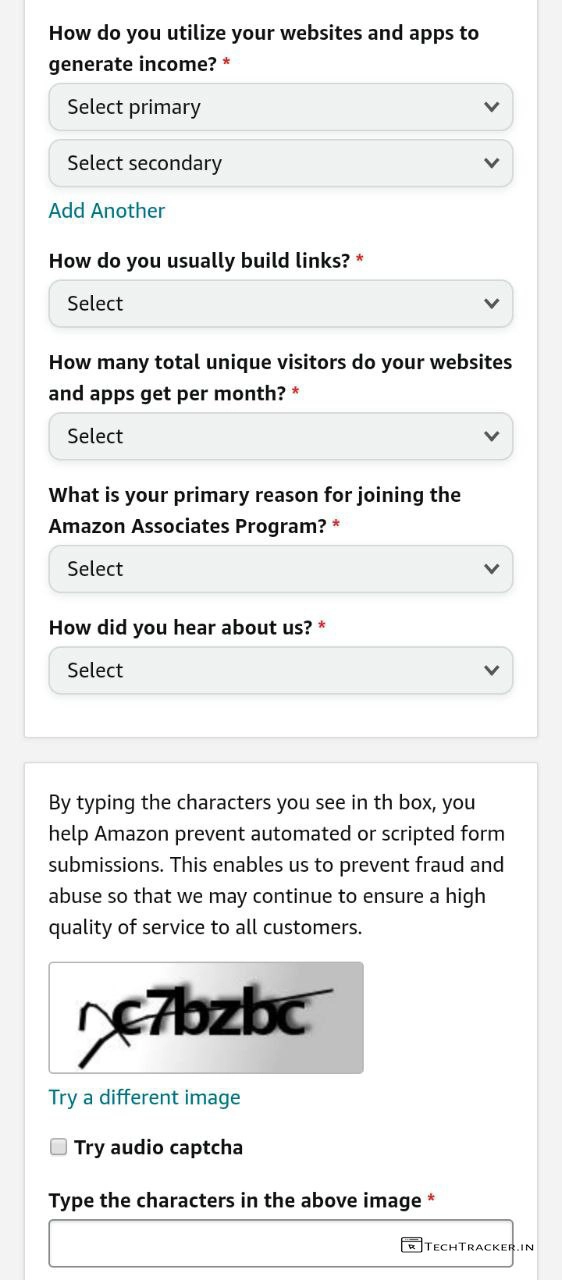 How do you utilize your websites and apps to
generate income? *
Select primary
Select secondary
Add Another
How do you usually build links? *
Select
How many total unique visitors do your websites
and apps get per month? *
Select
What is your primary reason for joining the
Amazon Associates Program? *
Select
How did you hear about us? *
Select
By typing the characters you see in th box, you
help Amazon prevent automated or scripted form
submissions. This enables us to prevent fraud and
abuse so that we may continue to ensure a high
quality of service to all customers.
c7bzbc
Try a different image
Try audio captcha
Type the characters in the above image *
TECHTRACKER.IN